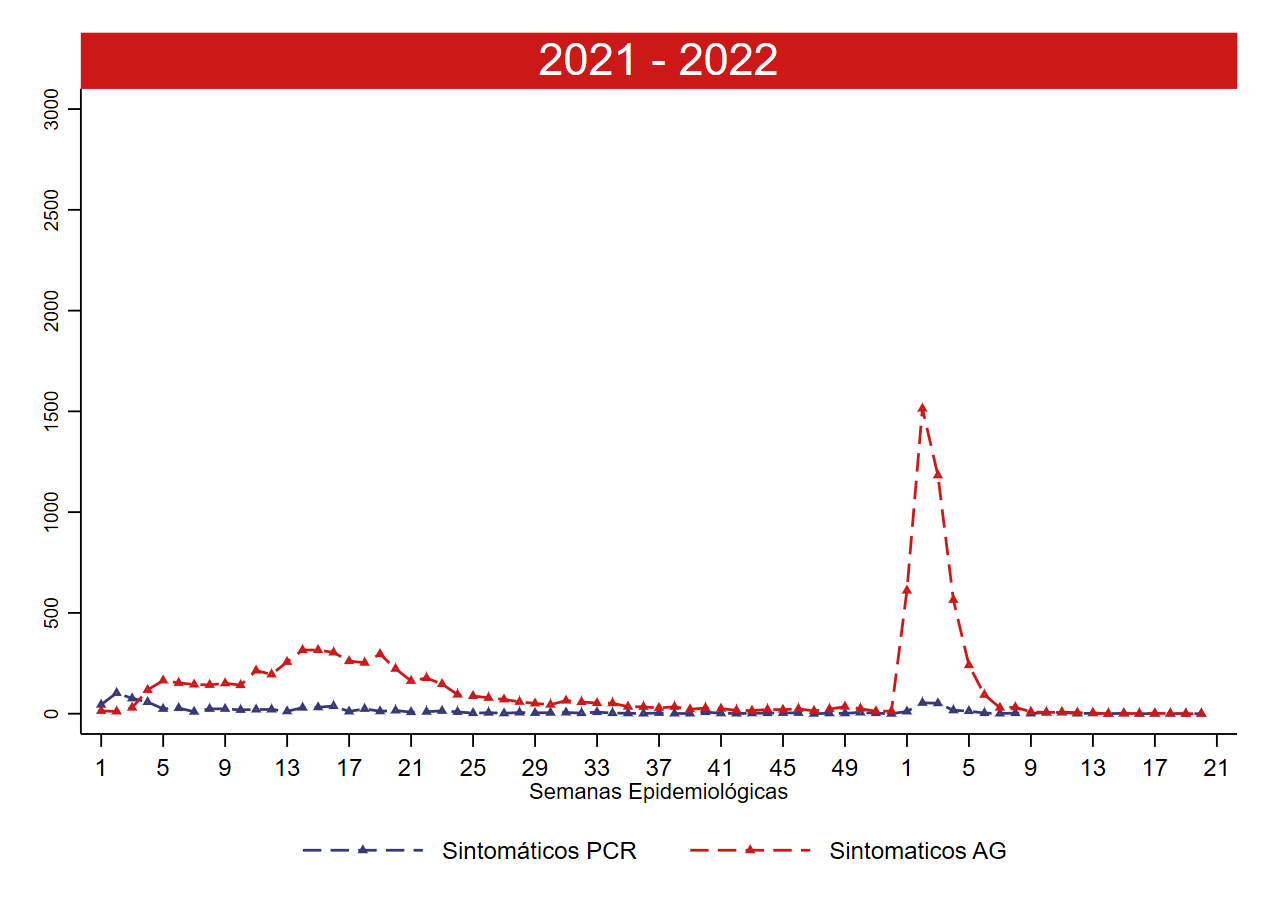 2021 - 2022
3000
2500
2000
1500
1000
500
0
1 5 9 13 17 21 25 29 33 37 41 45 49 1 5 9 13 17 21
Semanas Epidemiológicas
Sintomáticos PCR Sintomaticos AG